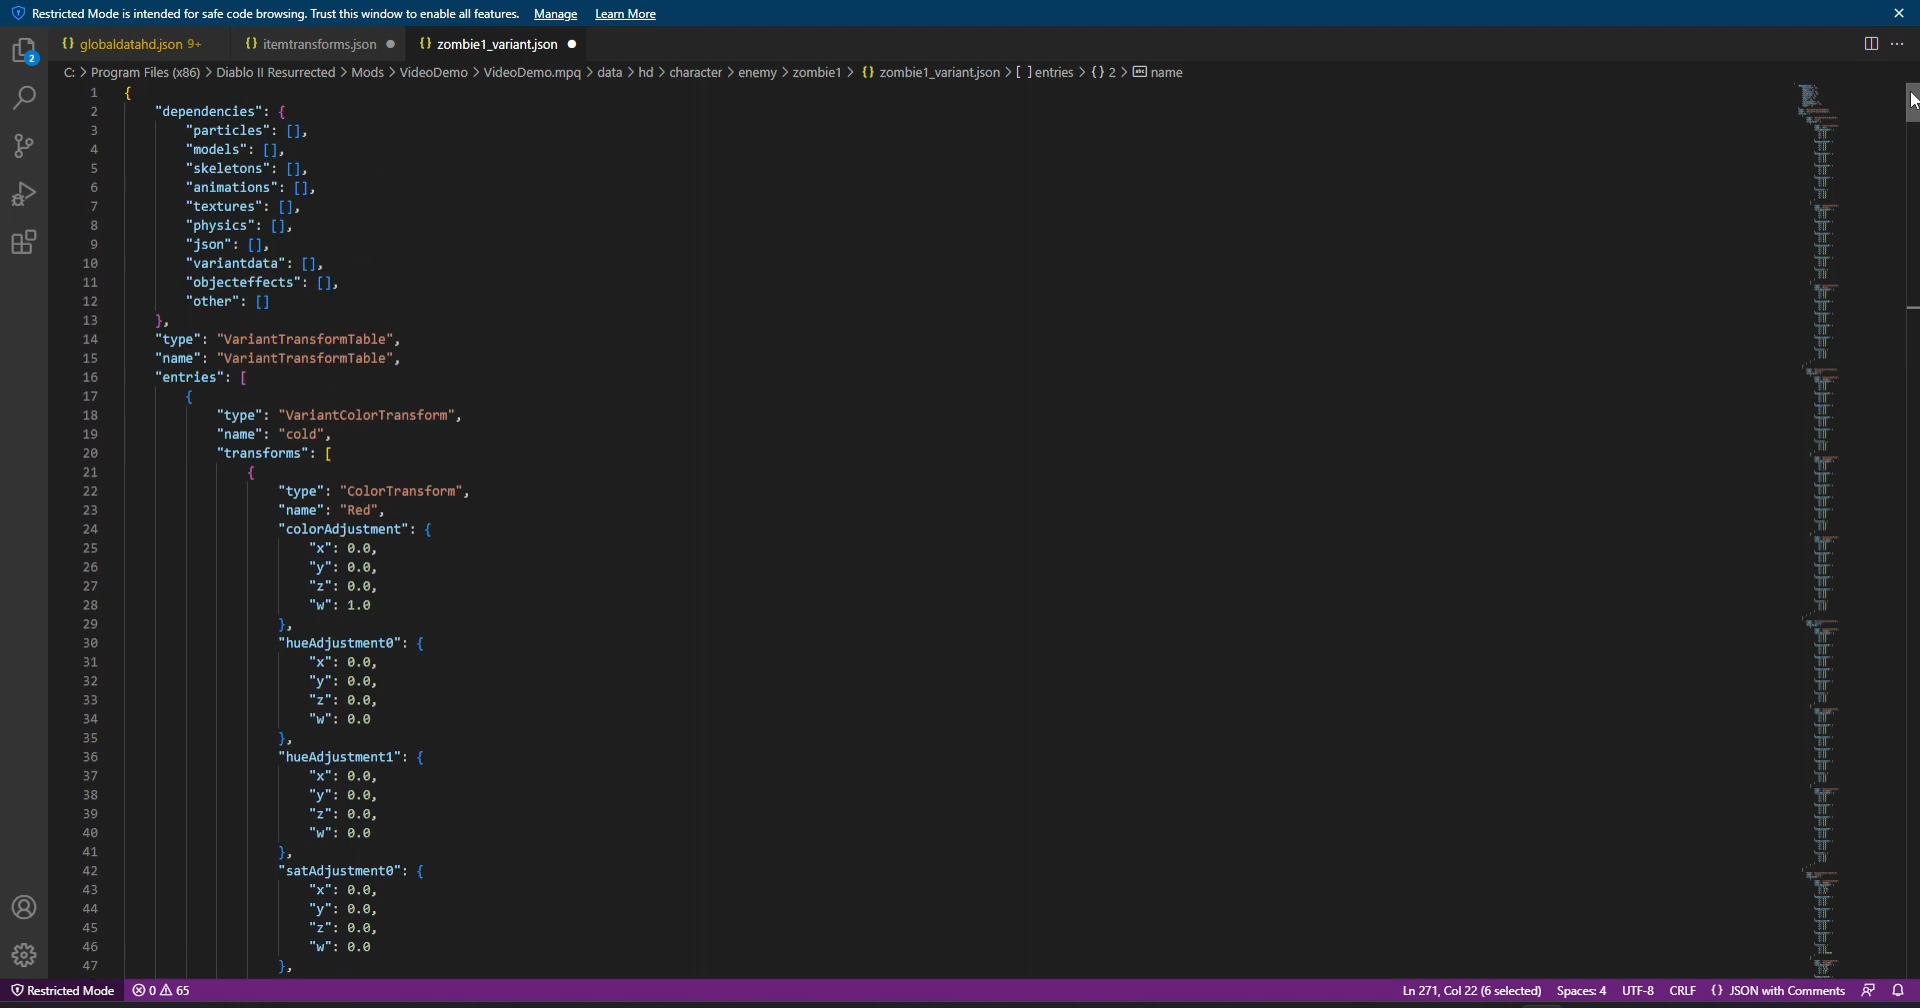 Restricted Mode is intended for safe code browsing. Trust this window to enable all features. Manage Learn More
{} globaldatahd.json 9+ {} itemtransforms.json {} zombie1_variant.json
C: > Program Files (x86) > Diablo II Resurrected > Mods > VideoDemo > VideoDemo.mpq > data > hd > character > enemy > zombie1 > {} zombie1_variant.json > [ ] entries > {} 2 > abc name
2
1 {
2 "dependencies": {
3 "particles": [],
4 "models": [],
5 "skeletons": [],
6 "animations": [],
7 "textures": [],
8 "physics": [],
9 "json": [],
10 "variantdata": [],
11 "objecteffects": [],
12 "other": []
13 },
14 "type": "VariantTransformTable",
15 "name": "VariantTransformTable",
16 "entries": [
17 {
18 "type": "VariantColorTransform",
19 "name": "cold",
20 "transforms": [
21 {
22 "type": "ColorTransform",
23 "name": "Red",
24 "colorAdjustment": {
25 "x": 0.0,
26 "y": 0.0,
27 "z": 0.0,
28 "w": 1.0
29 },
30 "hueAdjustment0": {
31 "x": 0.0,
32 "y": 0.0,
33 "z": 0.0,
34 "w": 0.0
35 },
36 "hueAdjustment1": {
37 "x": 0.0,
38 "y": 0.0,
39 "z": 0.0,
40 "w": 0.0
41 },
42 "satAdjustment0": {
43 "x": 0.0,
44 "y": 0.0,
45 "z": 0.0,
46 "w": 0.0
47 },
Restricted Mode 0 65 Ln 271, Col 22 (6 selected) Spaces: 4 UTF-8 CRLF {} JSON with Comments